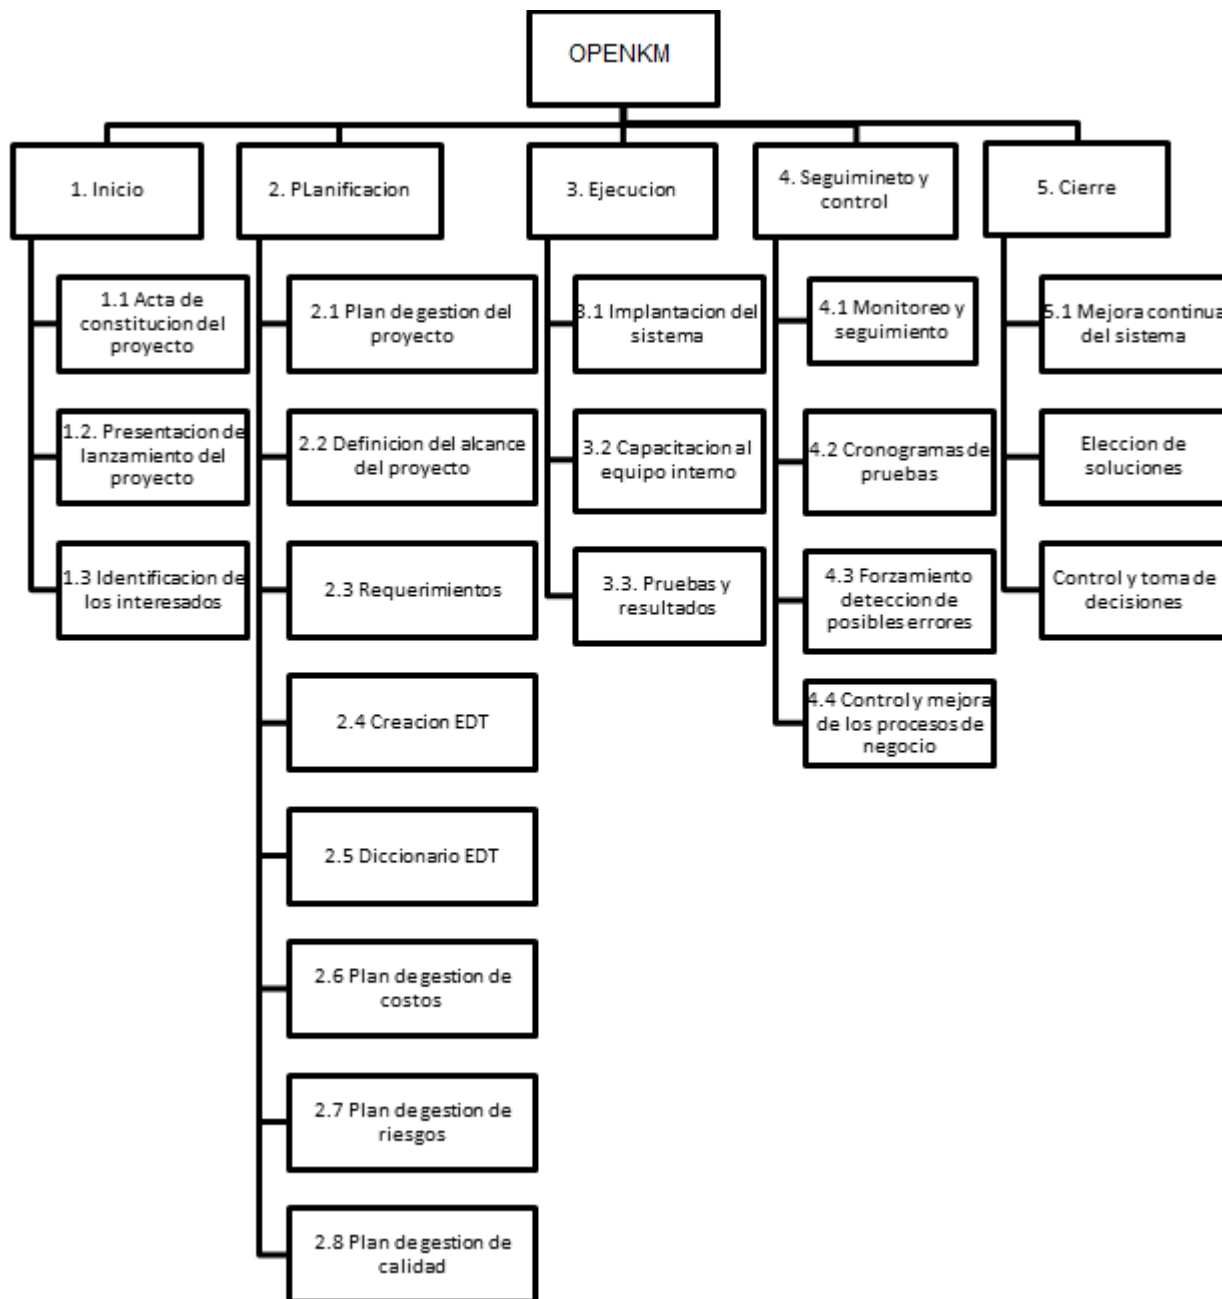 OPENKM
1. Inicio
1.1 Acta de
constitucion del
proyecto
1.2. Presentacion de
lanzamiento del
proyecto
1.3 Identificacion de
los interesados
2. PLanificacion
2.1 Plan de gestion del
proyecto
2.2 Definicion del alcance
del proyecto
2.3 Requerimientos
2.4 Creacion EDT
2.5 Diccionario EDT
2.6 Plan de gestion de
costos
2.7 Plan de gestion de
riesgos
2.8 Plan de gestion de
calidad
3. Ejecucion
3.1 Implantacion del
sistema
3.2 Capacitacion al
equipo interno
3.3. Pruebas y
resultados
4. Seguimineto y
control
4.1 Monitoreo y
seguimiento
4.2 Cronogramas de
pruebas
4.3 Forzamiento
deteccion de
posibles errores
4.4 Control y mejora
de los procesos de
negocio
5. Cierre
5.1 Mejora continua
del sistema
Eleccion de
soluciones
Control y toma de
decisiones